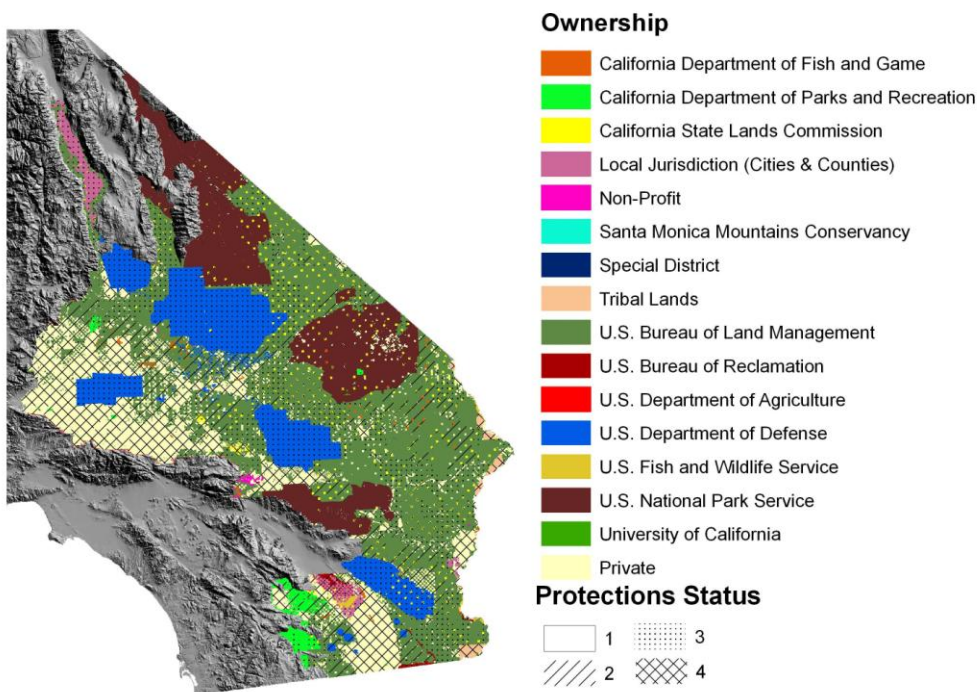 Ownership
California Department of Fish and Game
California Department of Parks and Recreation
California State Lands Commission
Local Jurisdiction (Cities & Counties)
Non-Profit
Santa Monica Mountains Conservancy
Special District
Tribal Lands
U.S. Bureau of Land Management
U.S. Bureau of Reclamation
U.S. Department of Agriculture
U.S. Department of Defense
U.S. Fish and Wildlife Service
U.S. National Park Service
University of California
Private
Protections Status
1 3
2 4